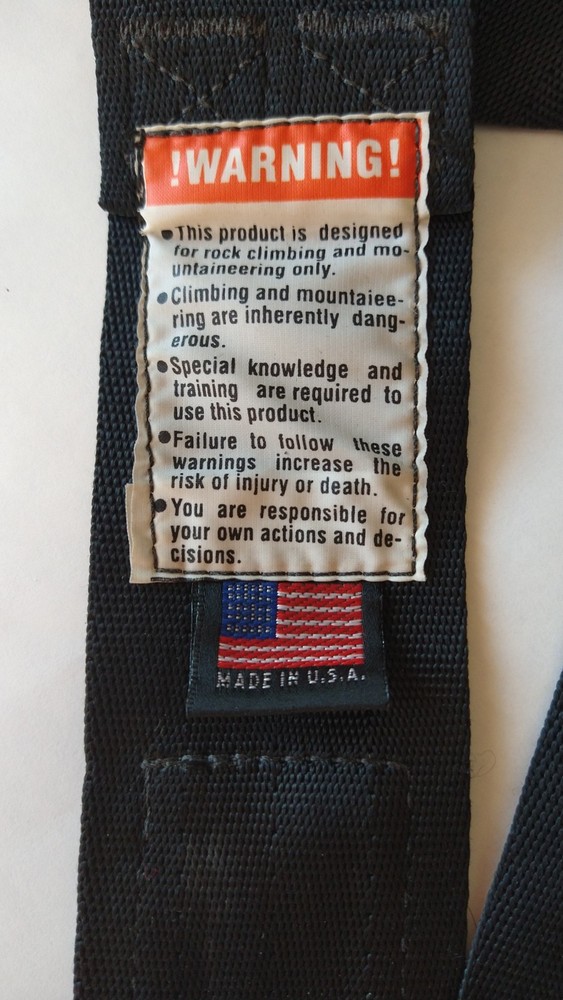 !WARNING!
●This product is designed
for rock climbing and mo-
untaineering only.
●Climbing and mountaiee-
ring are inherently dang-
erous.
●Special knowledge and
training are required to
use this product.
●Failure to follow these
warnings increase the
risk of injury or death.
●You are responsible for
your own actions and de-
cisions.
MADE IN U.S.A.